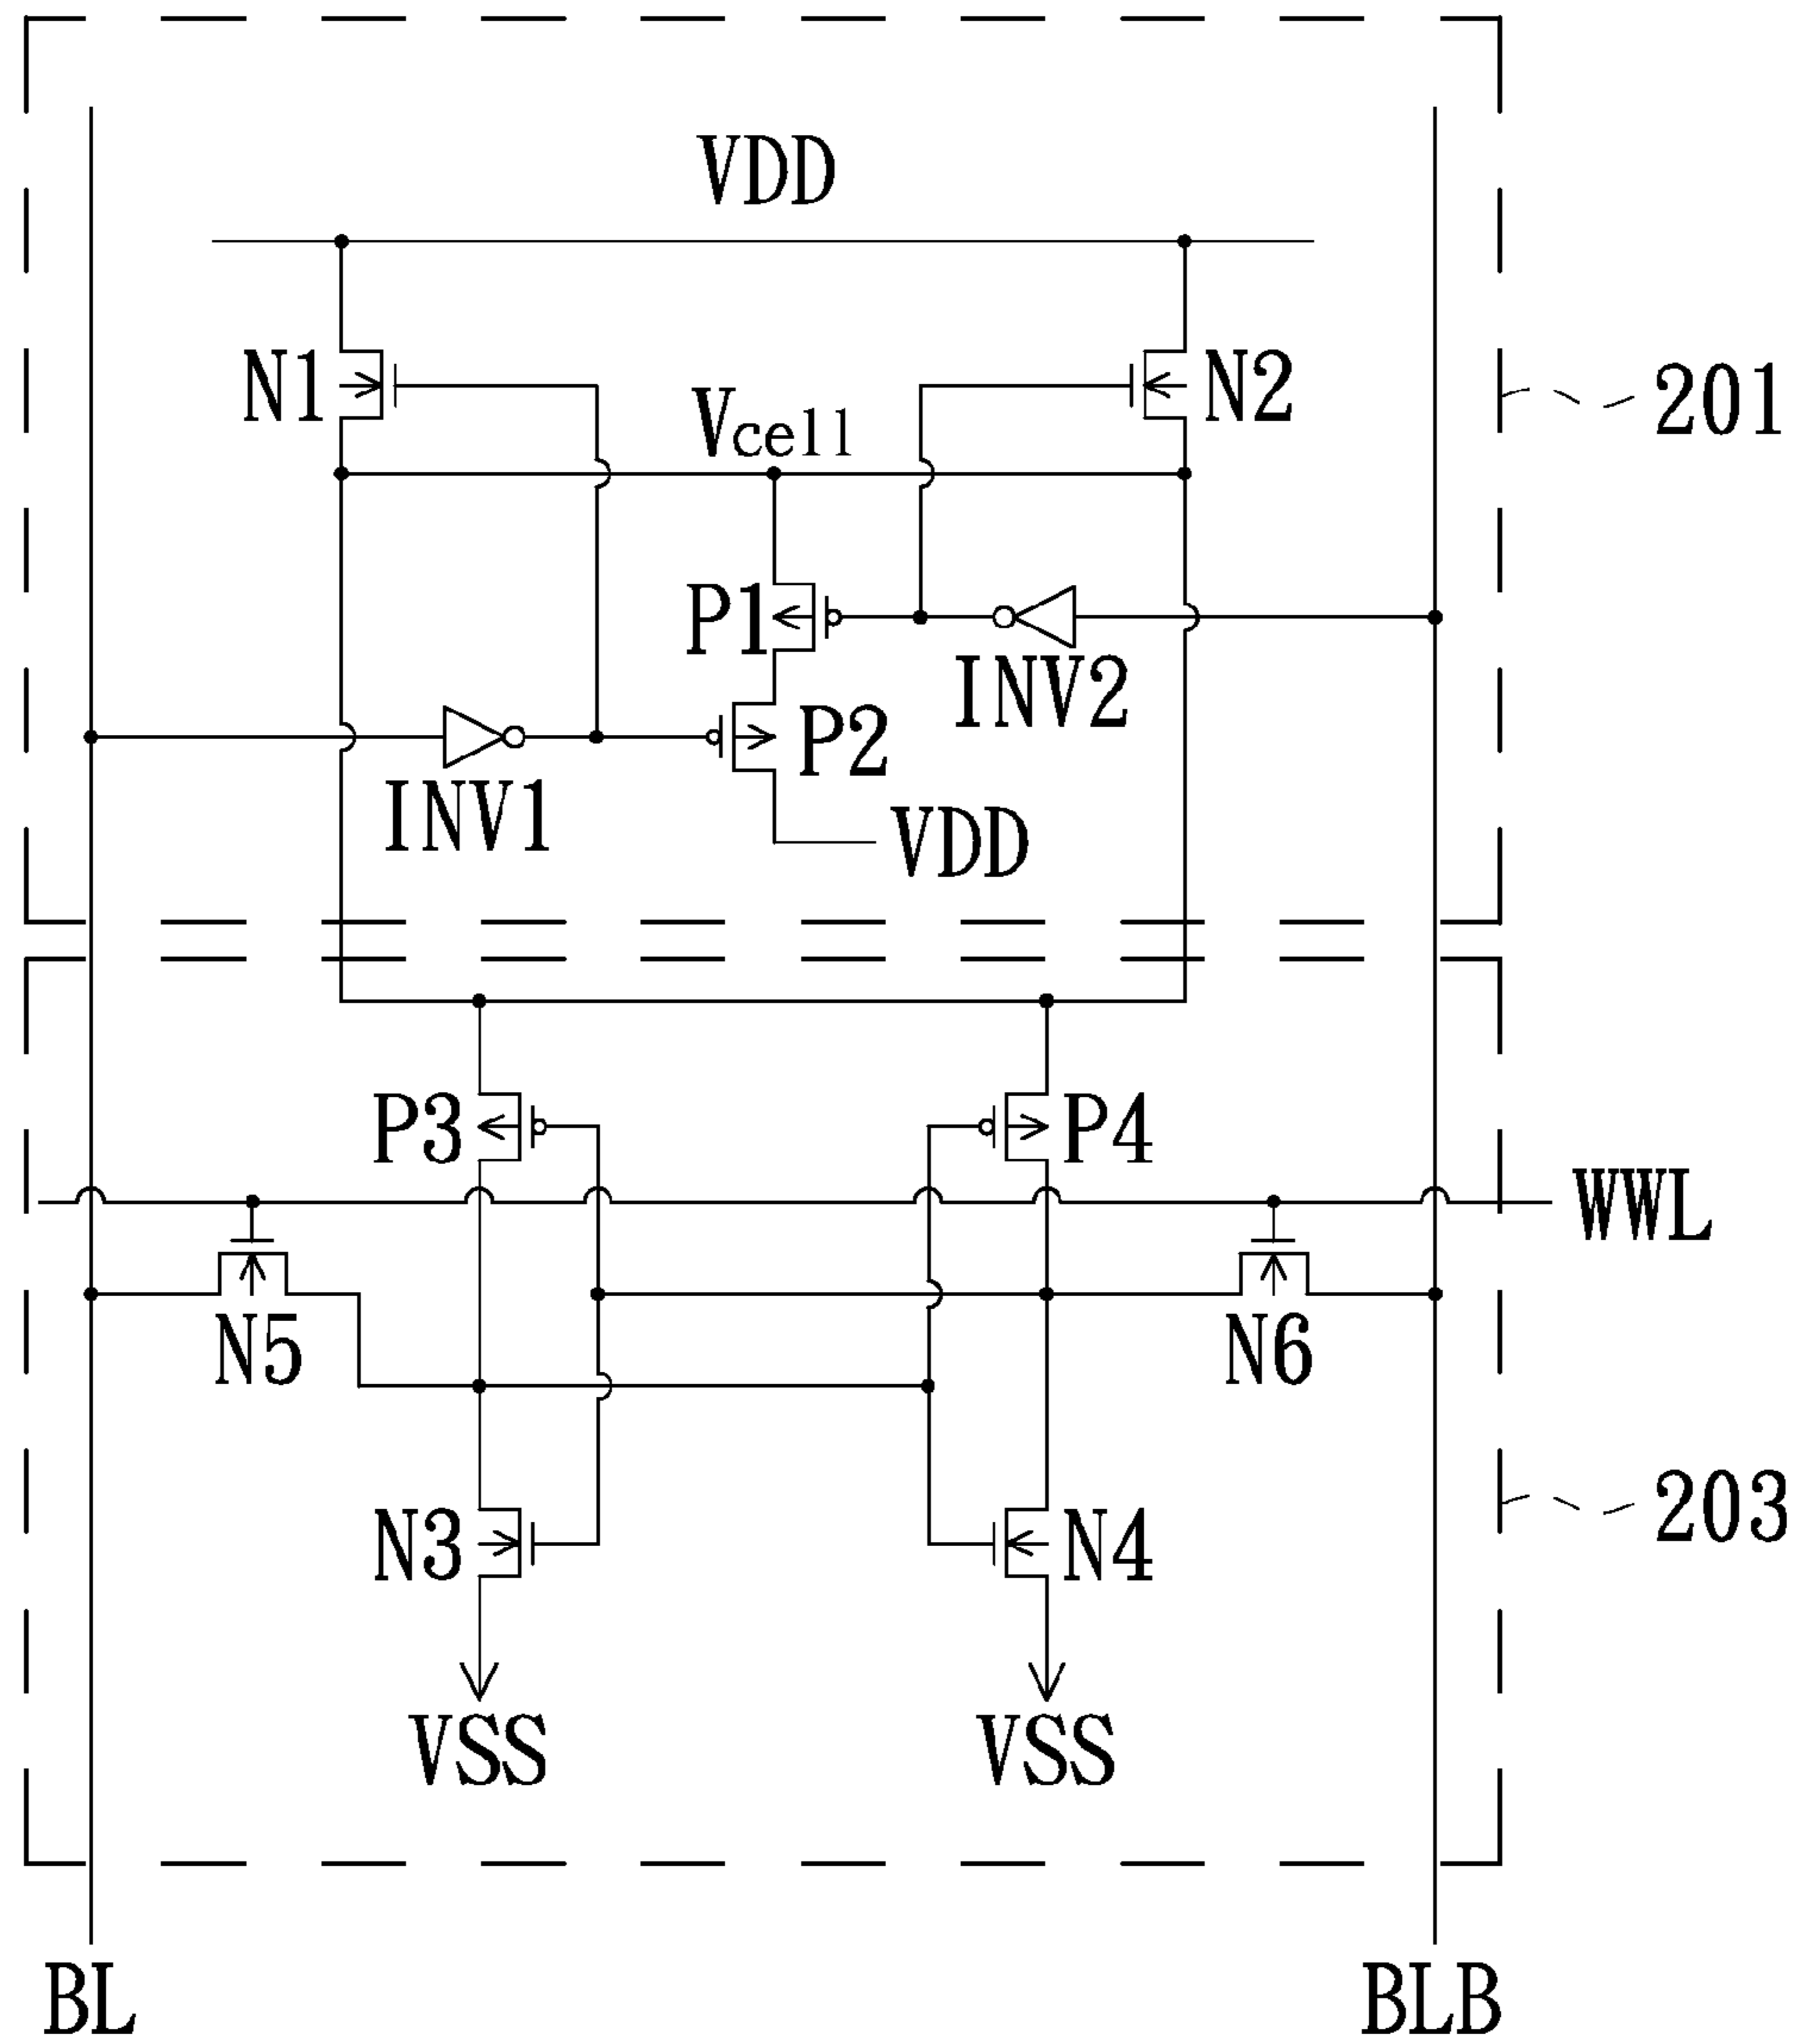 VDD
N1
Vcell
N2
201
P1
INV2
P2
INV1
VDD
P3
P4
WWL
N5
N6
N3
N4
203
VSS
VSS
BL
BLB